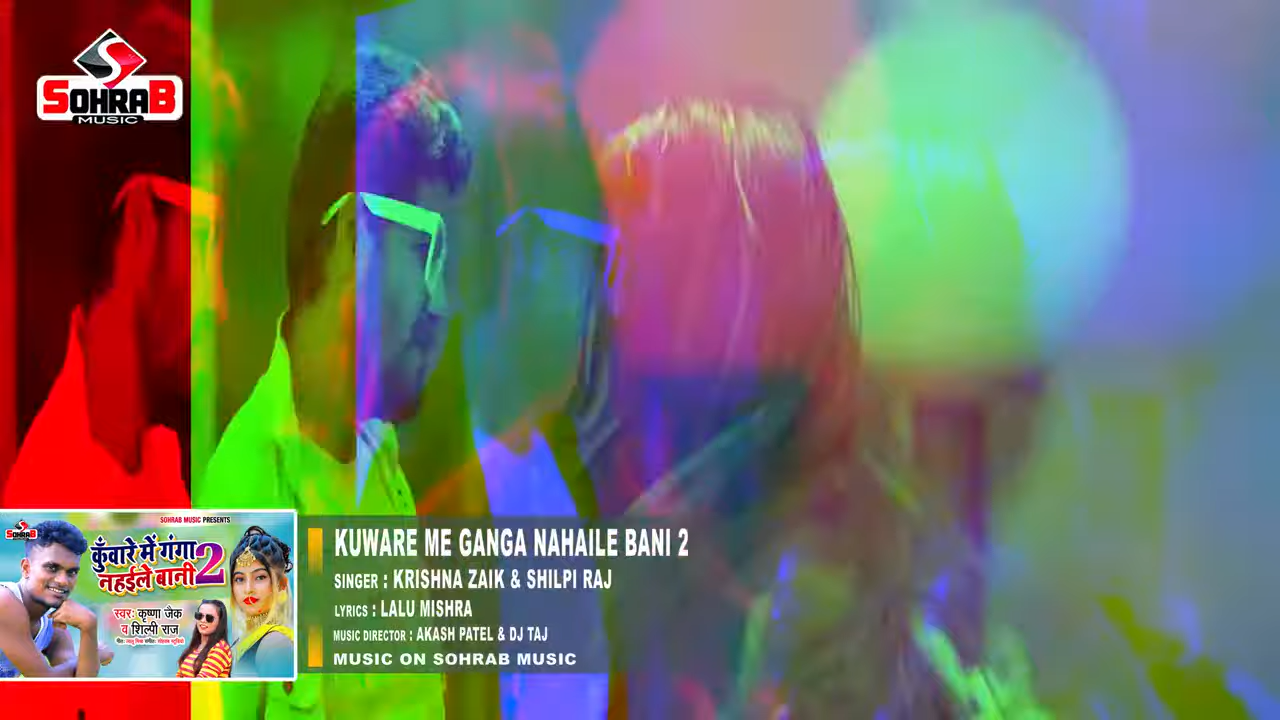 SOHRAB
MUSIC
SOHRAB MUSIC PRESENTS
SOHRAB
कुँवारे में गंगा
नहईले बानी 2
स्वरः कृष्णा जैक
व शिल्पी राज
KUWARE ME GANGA NAHAILE BANI 2
SINGER : KRISHNA ZAIK & SHILPI RAJ
LYRICS : LALU MISHRA
MUSIC DIRECTOR : AKASH PATEL & DJ TAJ
MUSIC ON SOHRAB MUSIC